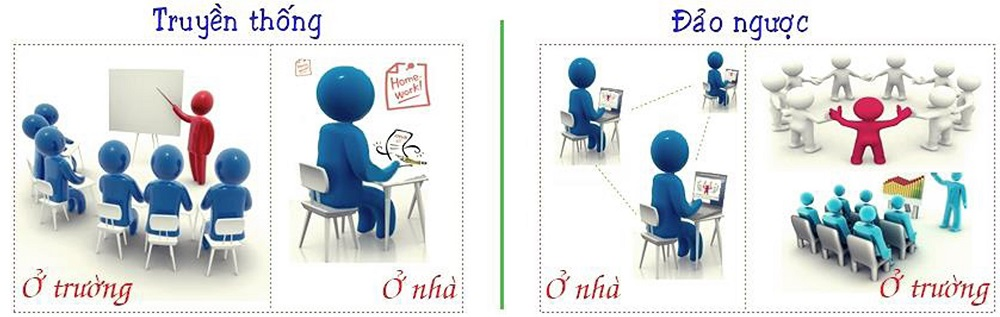 Truyền thống
Home
work!
Ở trường
Ở nhà
Đảo ngược
Ở nhà
Ở trường